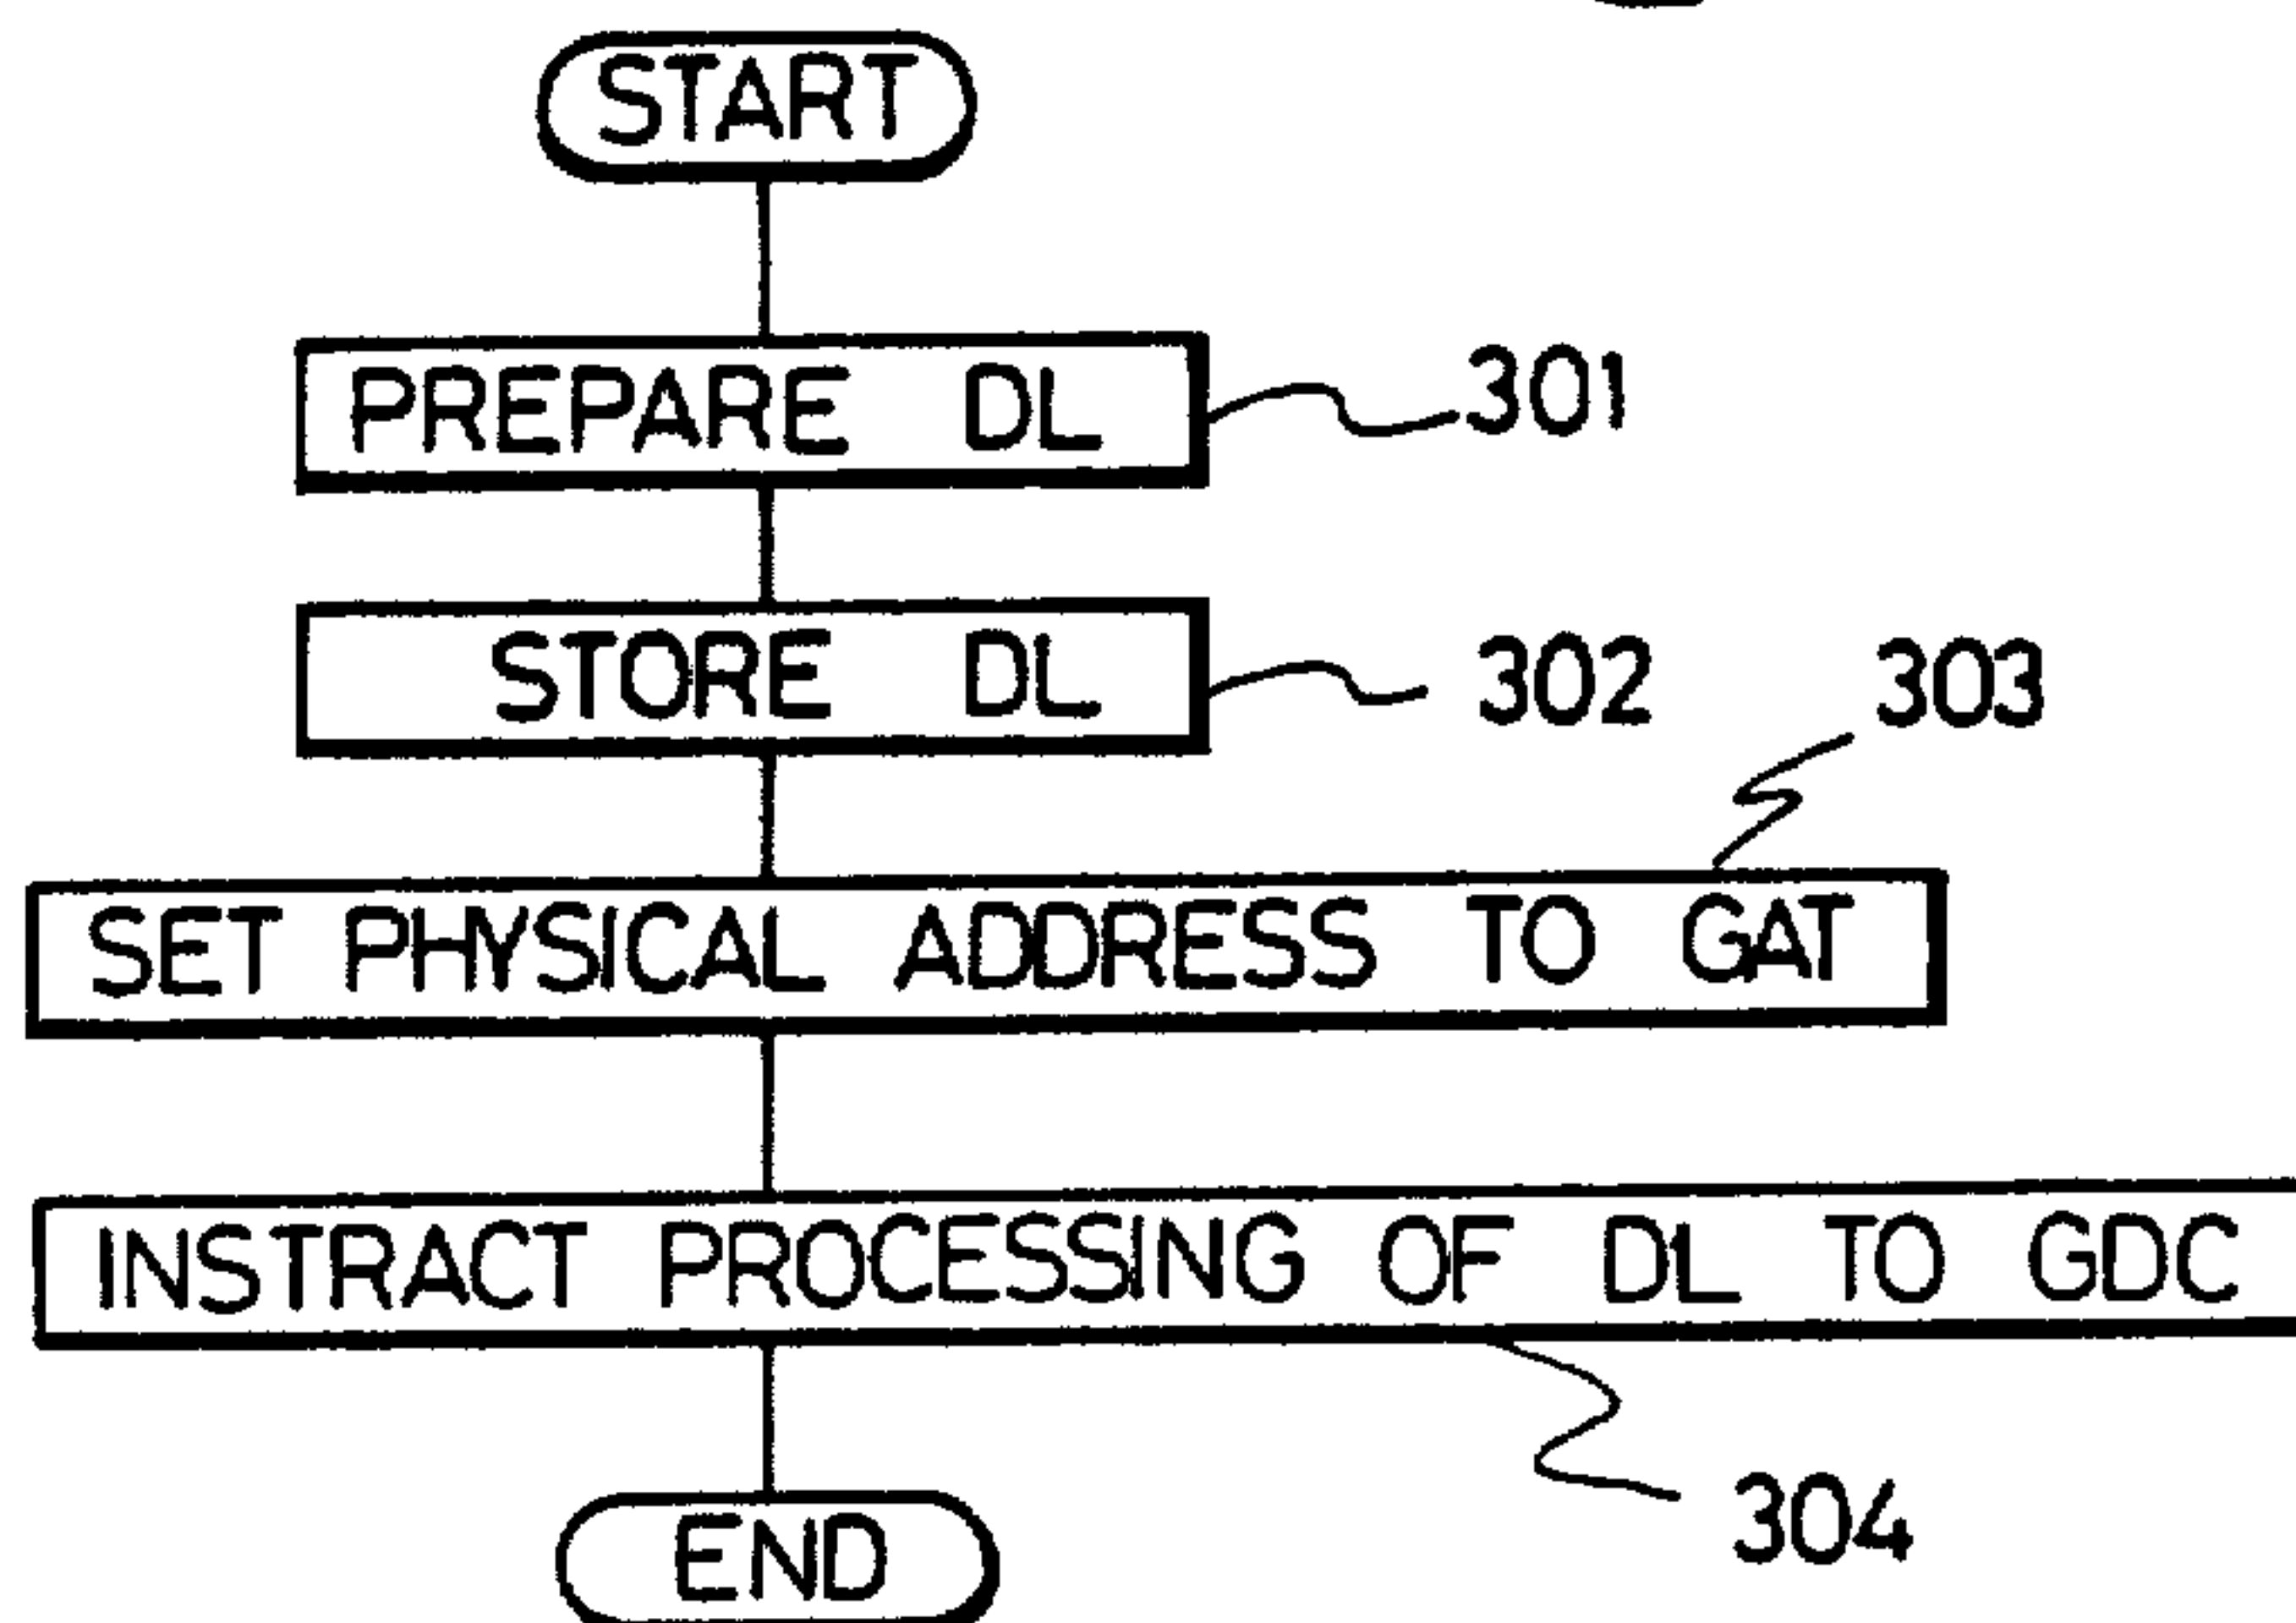 START
PREPARE DL
301
STORE DL
302
303
SET PHYSICAL ADDRESS TO GAT
INSTRACT PROCESSING OF DL TO GDC
304
END